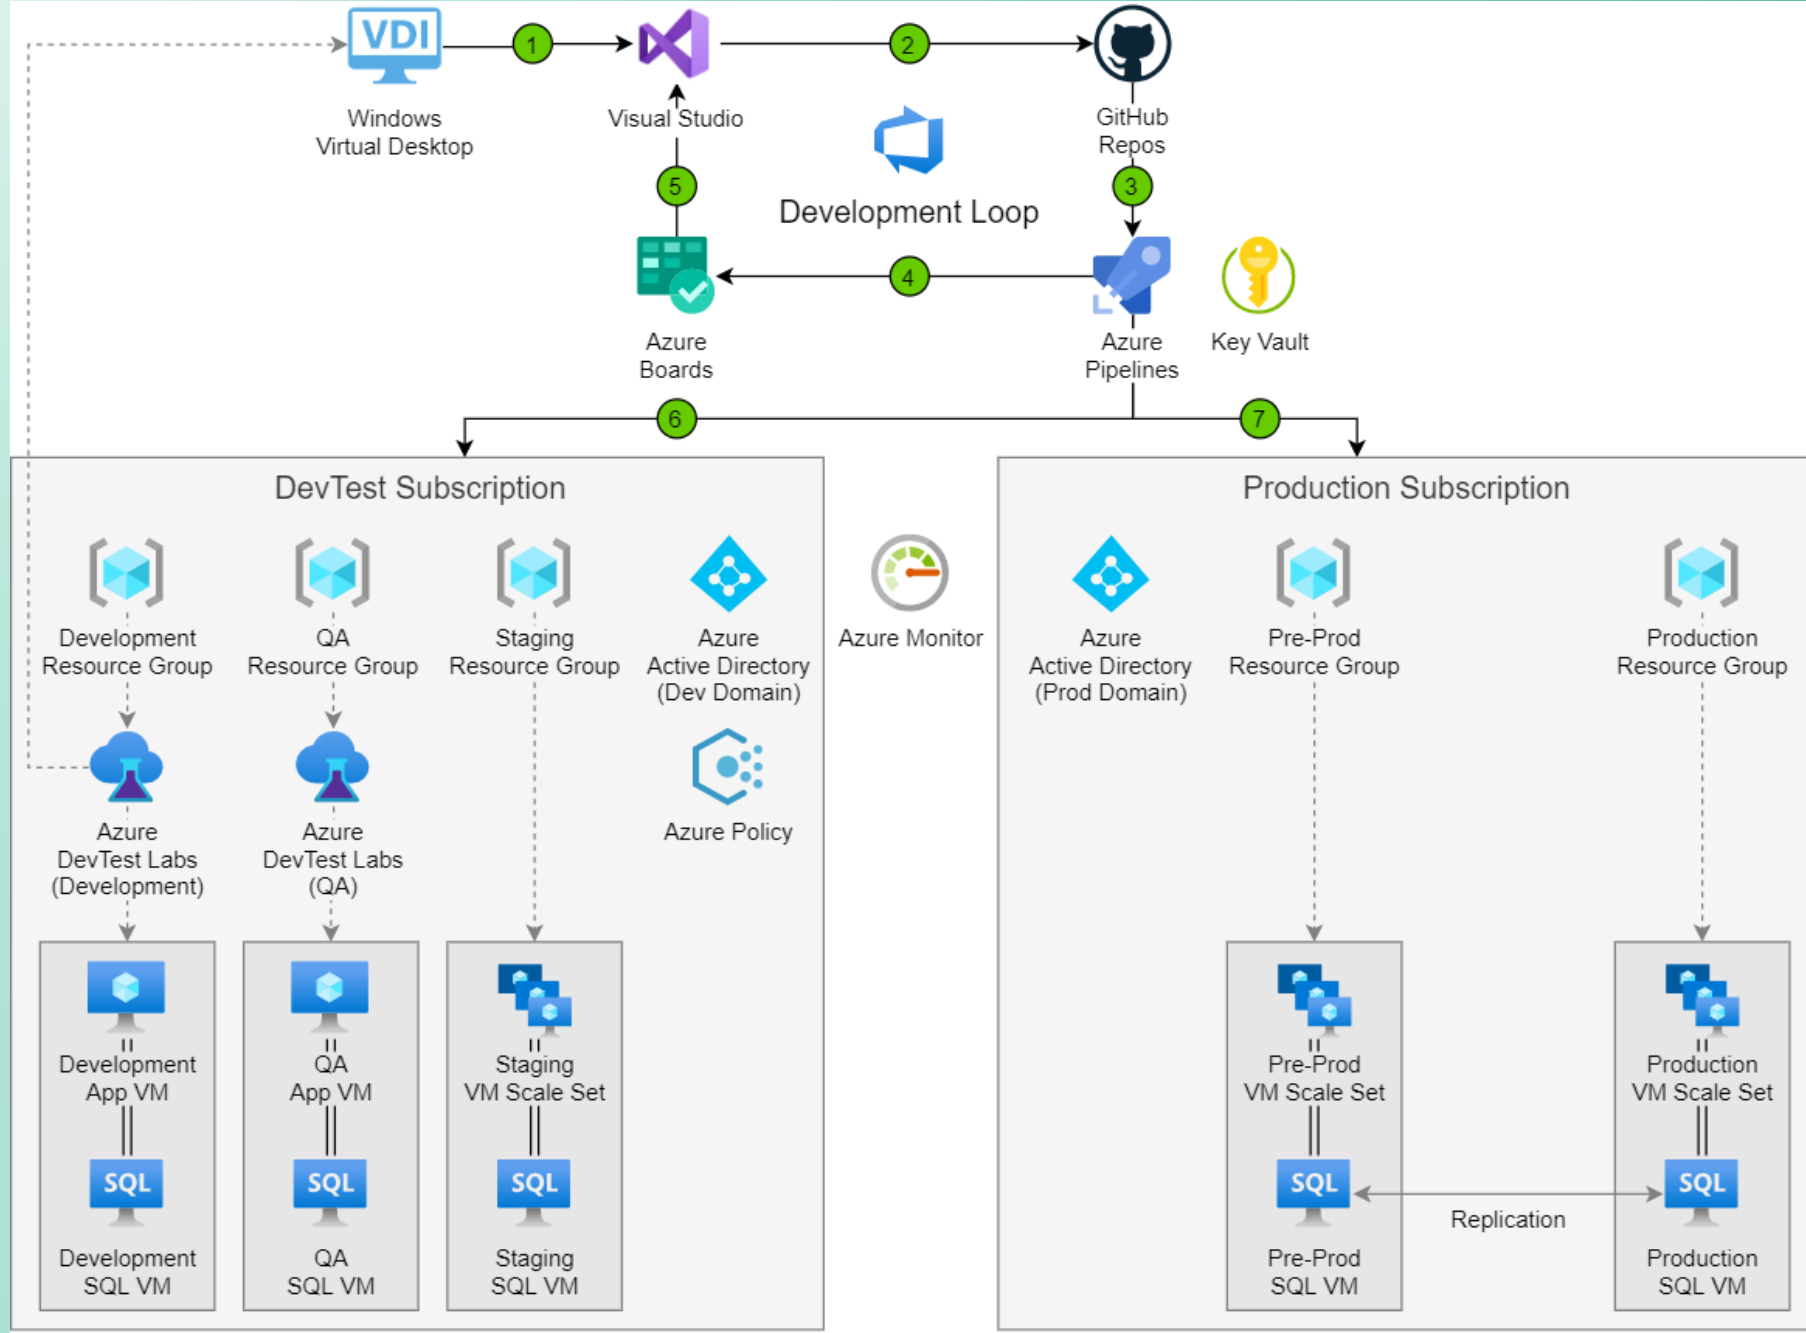 VDI
1
2
Windows
Virtual Desktop
Visual Studio
GitHub
Repos
5
3
Development Loop
4
Azure
Boards
Azure
Pipelines
Key Vault
6
7
DevTest Subscription
Development
Resource Group
QA
Resource Group
Staging
Resource Group
Azure
Active Directory
(Dev Domain)
Azure
DevTest Labs
(Development)
Azure
DevTest Labs
(QA)
Azure Policy
Development
App VM
QA
App VM
Staging
VM Scale Set
SQL
SQL
SQL
Development
SQL VM
QA
SQL VM
Staging
SQL VM
Azure Monitor
Production Subscription
Azure
Active Directory
(Prod Domain)
Pre-Prod
Resource Group
Production
Resource Group
Pre-Prod
VM Scale Set
Production
VM Scale Set
SQL
SQL
Replication
Pre-Prod
SQL VM
Production
SQL VM